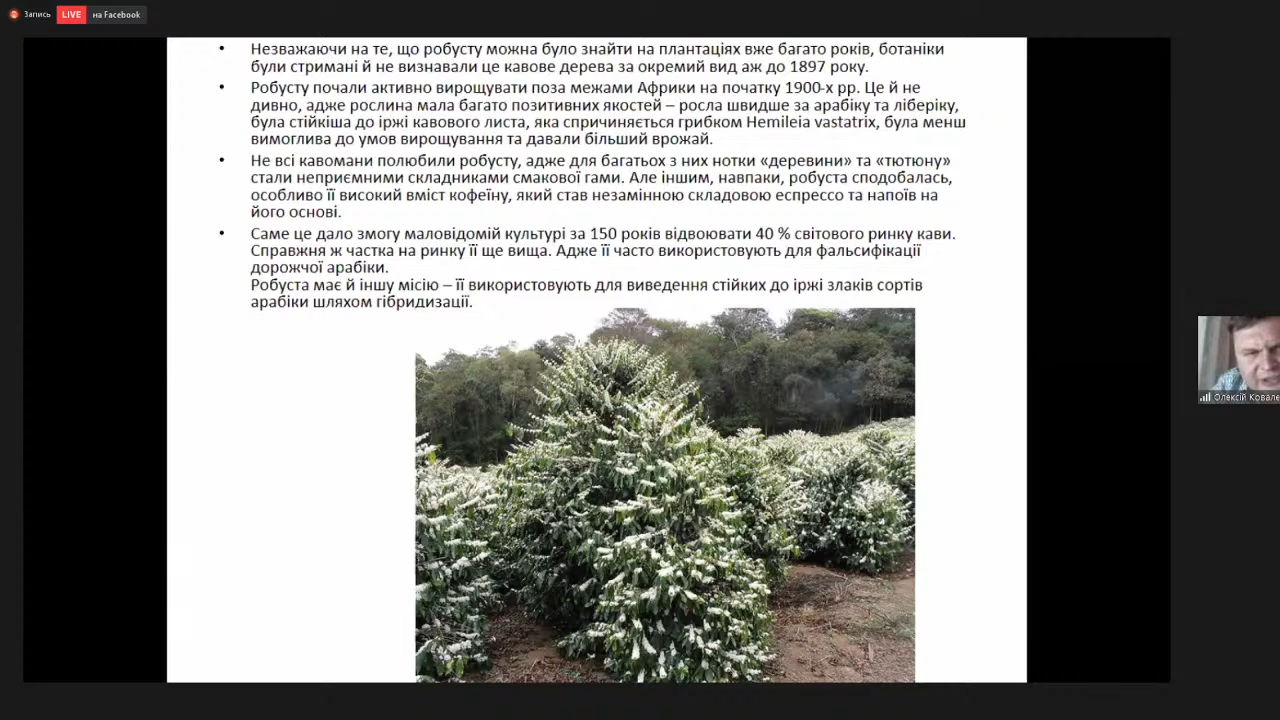 Запись
LIVE на Facebook
• Незважаючи на те, що робусту можна було знайти на плантаціях вже багато років, ботаніки
були стримані й не визнавали це кавове дерева за окремий вид аж до 1897 року.
• Робусту почали активно вирощувати поза межами Африки на початку 1900-х рр. Це й не
дивно, адже рослина мала багато позитивних якостей – росла швидше за арабіку та ліберіку,
була стійкіша до іржі кавового листа, яка спричиняється грибком Hemileia vastatrix, була менш
вимоглива до умов вирощування та давали більший врожай.
• Не всі кавомани полюбили робусту, адже для багатьох з них нотки «деревини» та «тютюну»
стали неприємними складниками смакової гами. Але іншим, навпаки, робуста сподобалась,
особливо її високий вміст кофеїну, який став незамінною складовою еспрессо та напоїв на
його основі.
• Саме це дало змогу маловідомій культурі за 150 років відвоювати 40 % світового ринку кави.
Справжня ж частка на ринку її ще вища. Адже її часто використовують для фальсифікації
дорожчої арабіки.
Робуста має й іншу місію – її використовують для виведення стійких до іржі злаків сортів
арабіки шляхом гібридизації.
Олексій Ковале